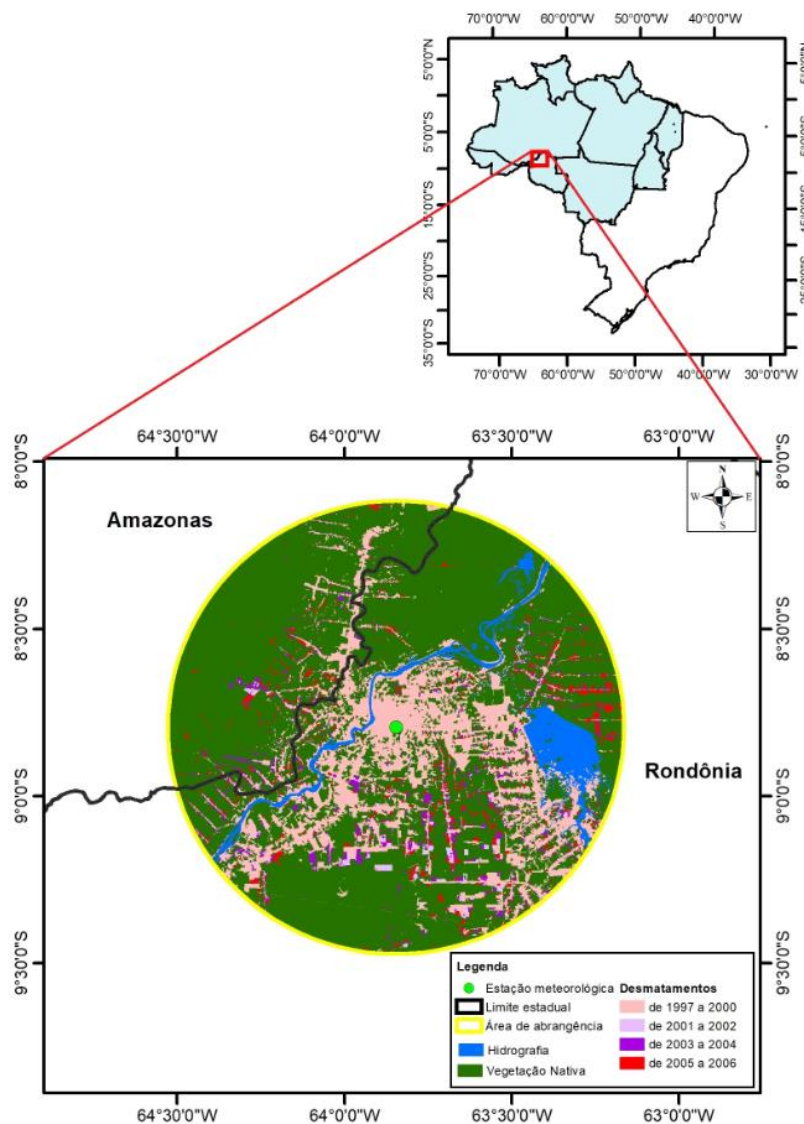 70°0'0"W 60°0'0"W 50°0'0"W 40°0'0"W
5°0'0"N
5°0'0"S
15°0'0"S
25°0'0"S
35°0'0"S
15°0'0"S
70°0'0"W 60°0'0"W 50°0'0"W 40°0'0"W 30°0'0"W
64°30'0"W 64°0'0"W 63°30'0"W 63°0'0"W
8°0'0"S
8°0'0"S
N
W E
S
Amazonas
8°30'0"S
8°30'0"S
Rondônia
9°0'0"S
9°0'0"S
9°30'0"S
9°30'0"S
Legenda
Estação meteorológica
Limite estadual
Área de abrangência
Hidrografia
Vegetação Nativa
Desmatamentos
de 1997 a 2000
de 2001 a 2002
de 2003 a 2004
de 2005 a 2006
64°30'0"W 64°0'0"W 63°30'0"W 63°0'0"W